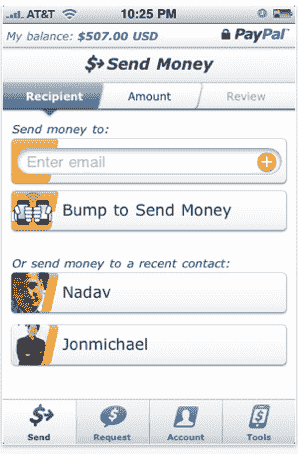 AT&T 10:25 PM
My balance: $507.00 USD PayPal™
$ Send Money
Recipient Amount Review
Send money to:
Enter email
Bump to Send Money
Or send money to a recent contact:
Nadav
Jonmichael
Send Request Account Tools